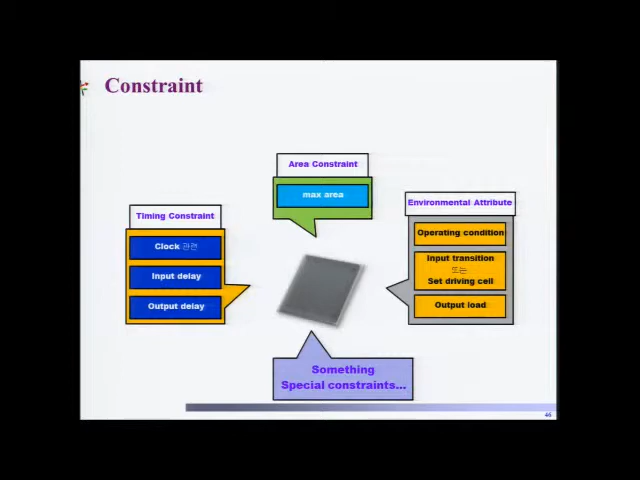 Constraint
Area Constraint
max area
Timing Constraint
Clock 관련
Input delay
Output delay
Environmental Attribute
Operating condition
Input transition
또는
Set driving cell
Output load
Something
Special constraints...
46